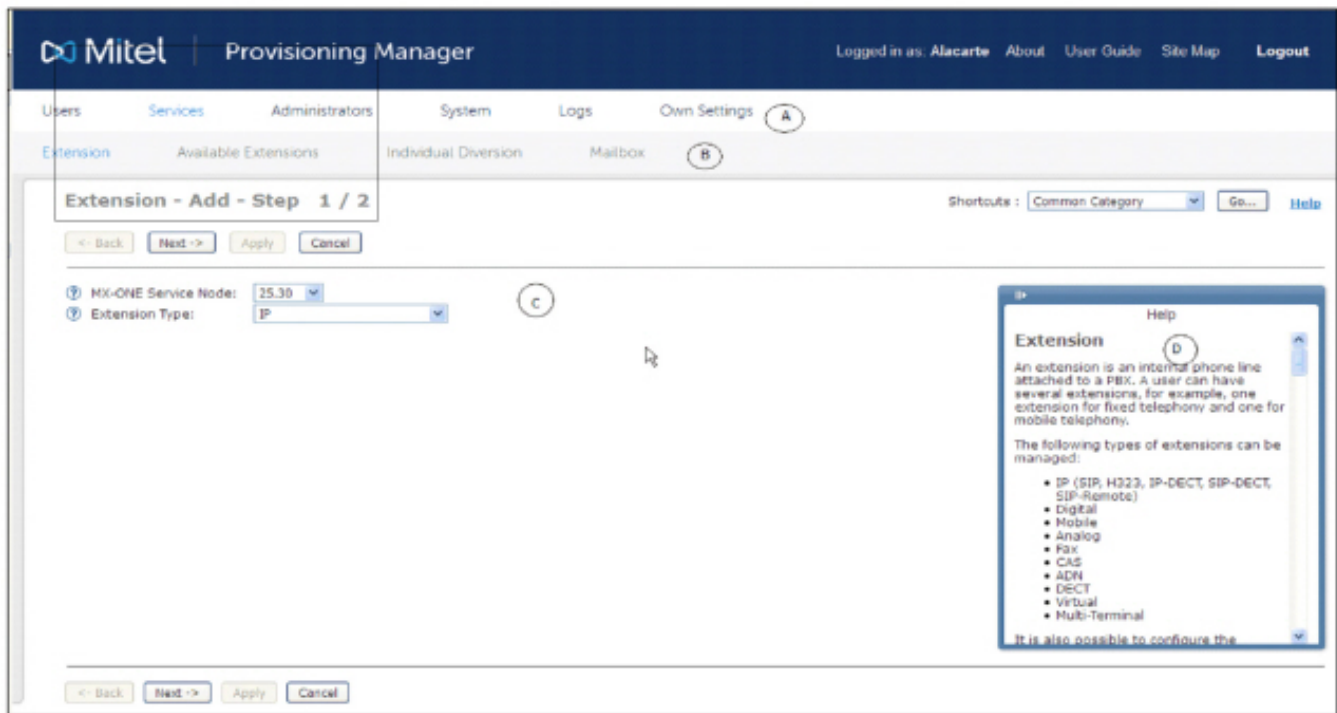 Mitel | Provisioning Manager
Logged in as: Alacarte About User Guide Site Map Logout
Users Services Administrators System Logs Own Settings A
Extension Available Extensions Individual Diversion Mailbox B
Extension - Add - Step 1 / 2
Shortcuts : Common Category Go... Help
<- Back Next -> Apply Cancel
MX-ONE Service Node: 25.30
Extension Type: IP
C
Help
D
Extension
An extension is an internal phone line
attached to a PBX. A user can have
several extensions, for example, one
extension for fixed telephony and one for
mobile telephony.
The following types of extensions can be
managed:
• IP (SIP, H323, IP-DECT, SIP-DECT,
SIP-Remote)
• Digital
• Mobile
• Analog
• Fax
• CAS
• ADN
• DECT
• Virtual
• Multi-Terminal
It is also possible to configure the
<- Back Next -> Apply Cancel